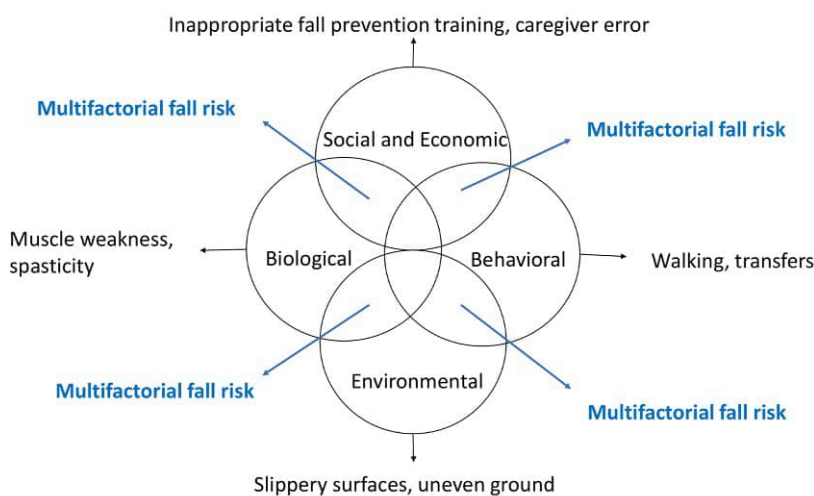 Inappropriate fall prevention training, caregiver error
Multifactorial fall risk
Multifactorial fall risk
Social and Economic
Muscle weakness,
spasticity
Biological
Behavioral
Walking, transfers
Environmental
Multifactorial fall risk
Multifactorial fall risk
Slippery surfaces, uneven ground